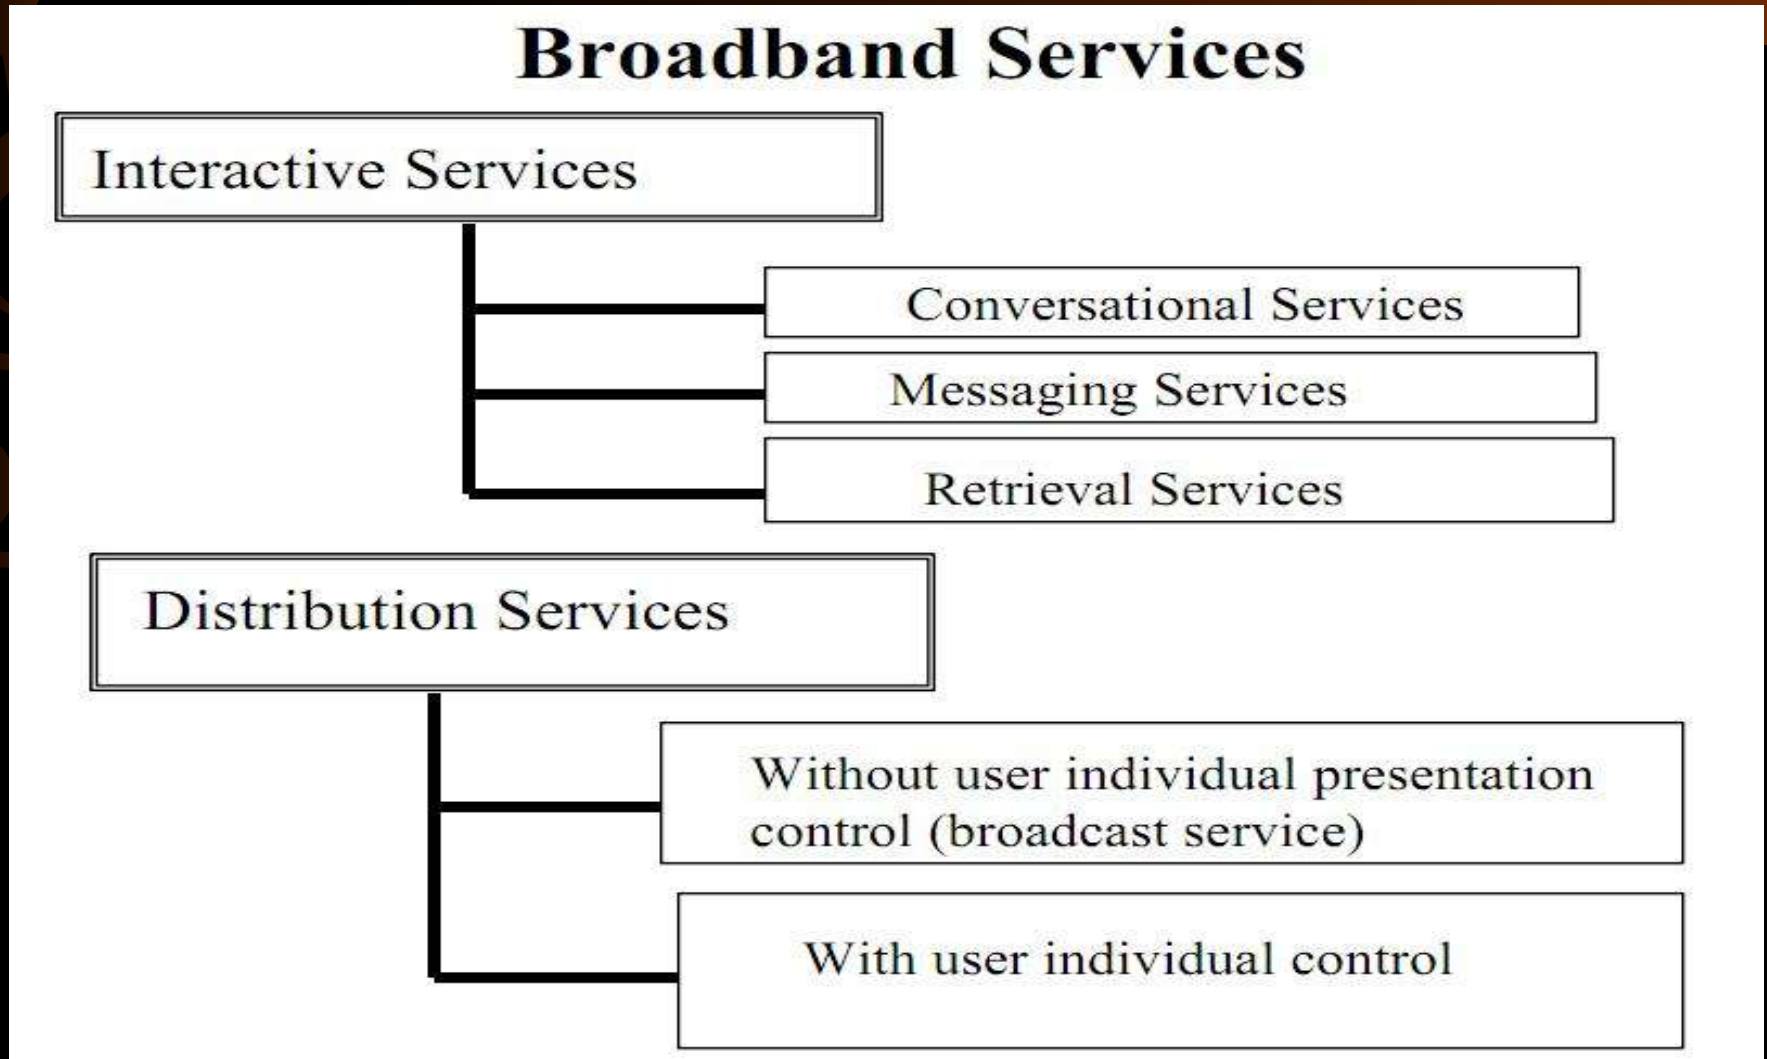 Broadband Services
Interactive Services
Conversational Services
Messaging Services
Retrieval Services
Distribution Services
Without user individual presentation
control (broadcast service)
With user individual control